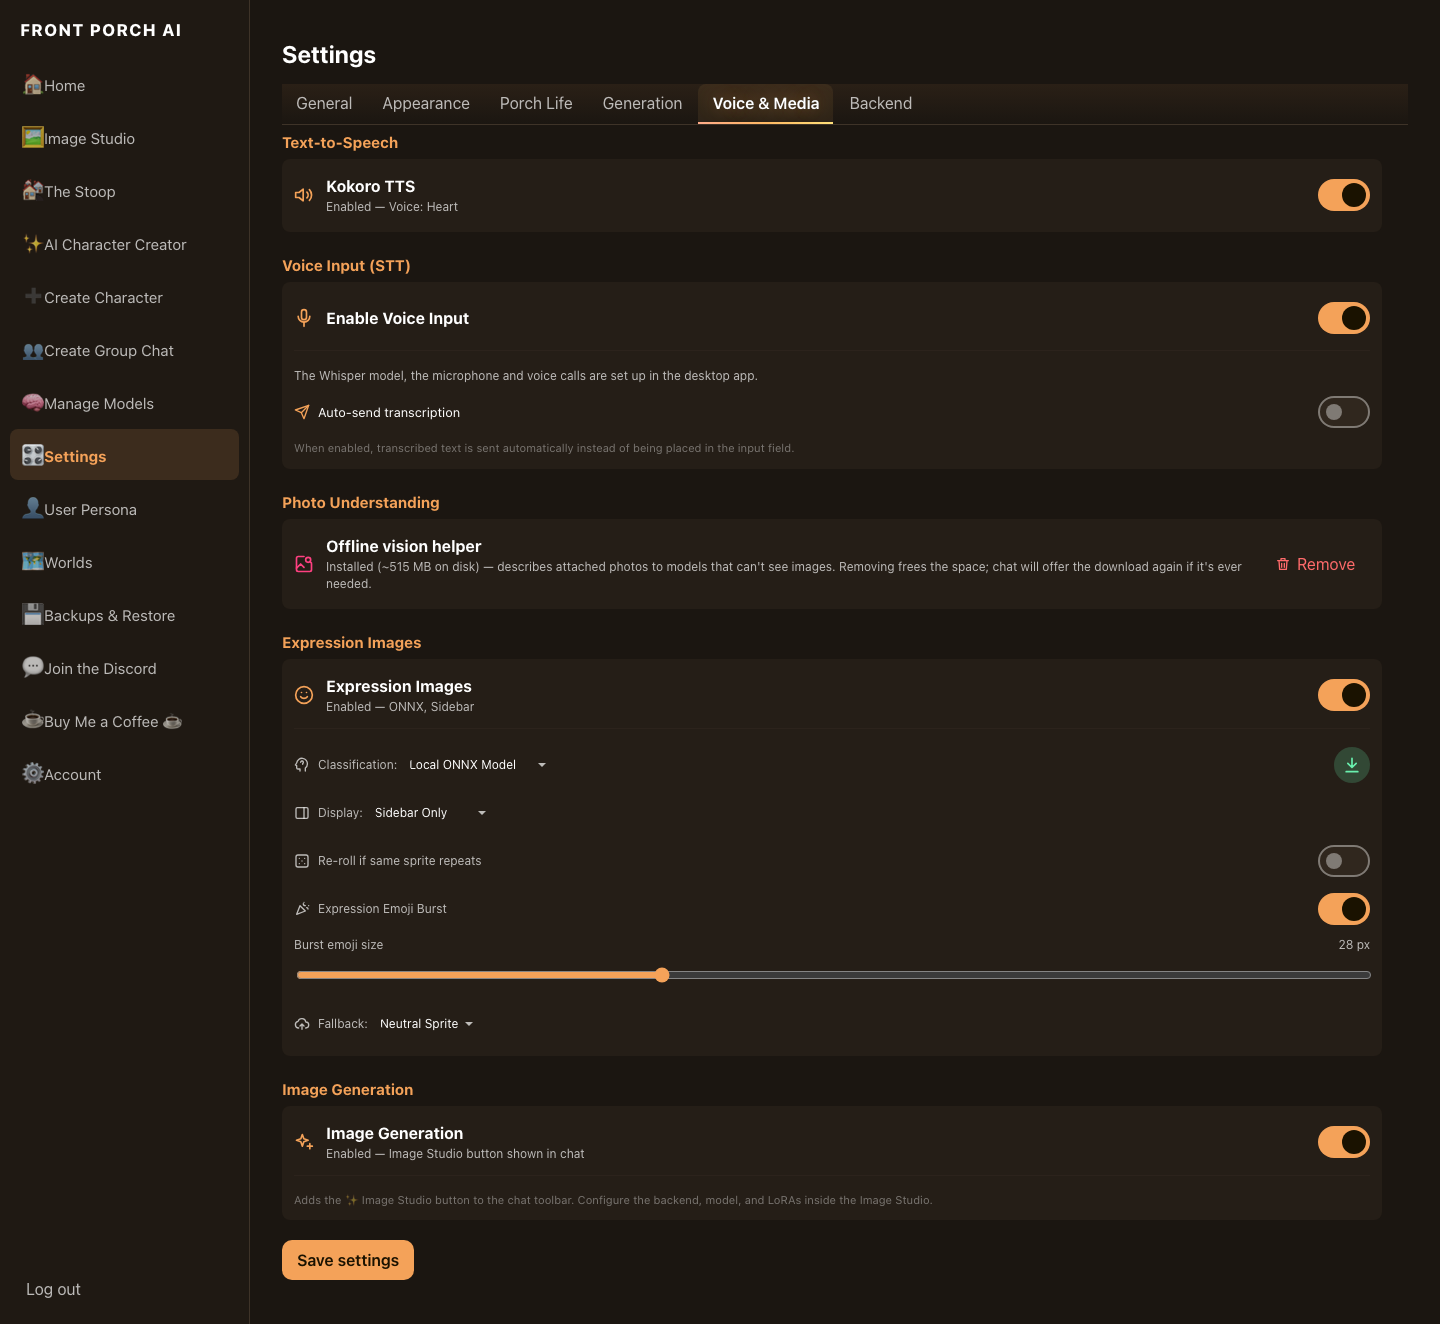 FRONT PORCH AI
Home
Image Studio
The Stoop
AI Character Creator
Create Character
Create Group Chat
Manage Models
Settings
User Persona
Worlds
Backups & Restore
Join the Discord
Buy Me a Coffee ☕
Account
Log out
Settings
General
Appearance
Porch Life
Generation
Voice & Media
Backend
Text-to-Speech
Kokoro TTS
Enabled — Voice: Heart
Voice Input (STT)
Enable Voice Input
The Whisper model, the microphone and voice calls are set up in the desktop app.
Auto-send transcription
When enabled, transcribed text is sent automatically instead of being placed in the input field.
Photo Understanding
Offline vision helper
Installed (~515 MB on disk) — describes attached photos to models that can't see images. Removing frees the space; chat will offer the download again if it's ever
needed.
Remove
Expression Images
Expression Images
Enabled — ONNX, Sidebar
Classification: Local ONNX Model
Display: Sidebar Only
Re-roll if same sprite repeats
Expression Emoji Burst
Burst emoji size
28 px
Fallback: Neutral Sprite
Image Generation
Image Generation
Enabled — Image Studio button shown in chat
Adds the ✨ Image Studio button to the chat toolbar. Configure the backend, model, and LoRAs inside the Image Studio.
Save settings